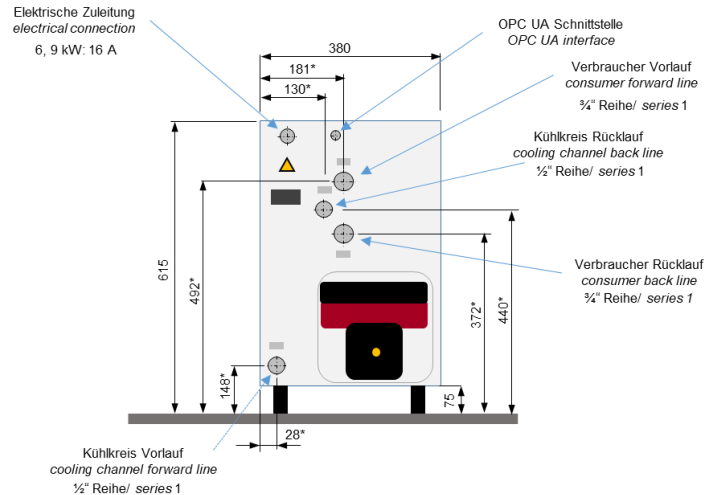 Elektrische Zuleitung
electrical connection
6, 9 kW: 16 A
380
181*
130*
OPC UA Schnittstelle
OPC UA interface
Verbraucher Vorlauf
consumer forward line
¾“ Reihe/ series 1
Kühlkreis Rücklauf
cooling channel back line
½“ Reihe/ series 1
615
492*
148*
372*
440*
75
28*
Verbraucher Rücklauf
consumer back line
¾“ Reihe/ series 1
Kühlkreis Vorlauf
cooling channel forward line
½“ Reihe/ series 1